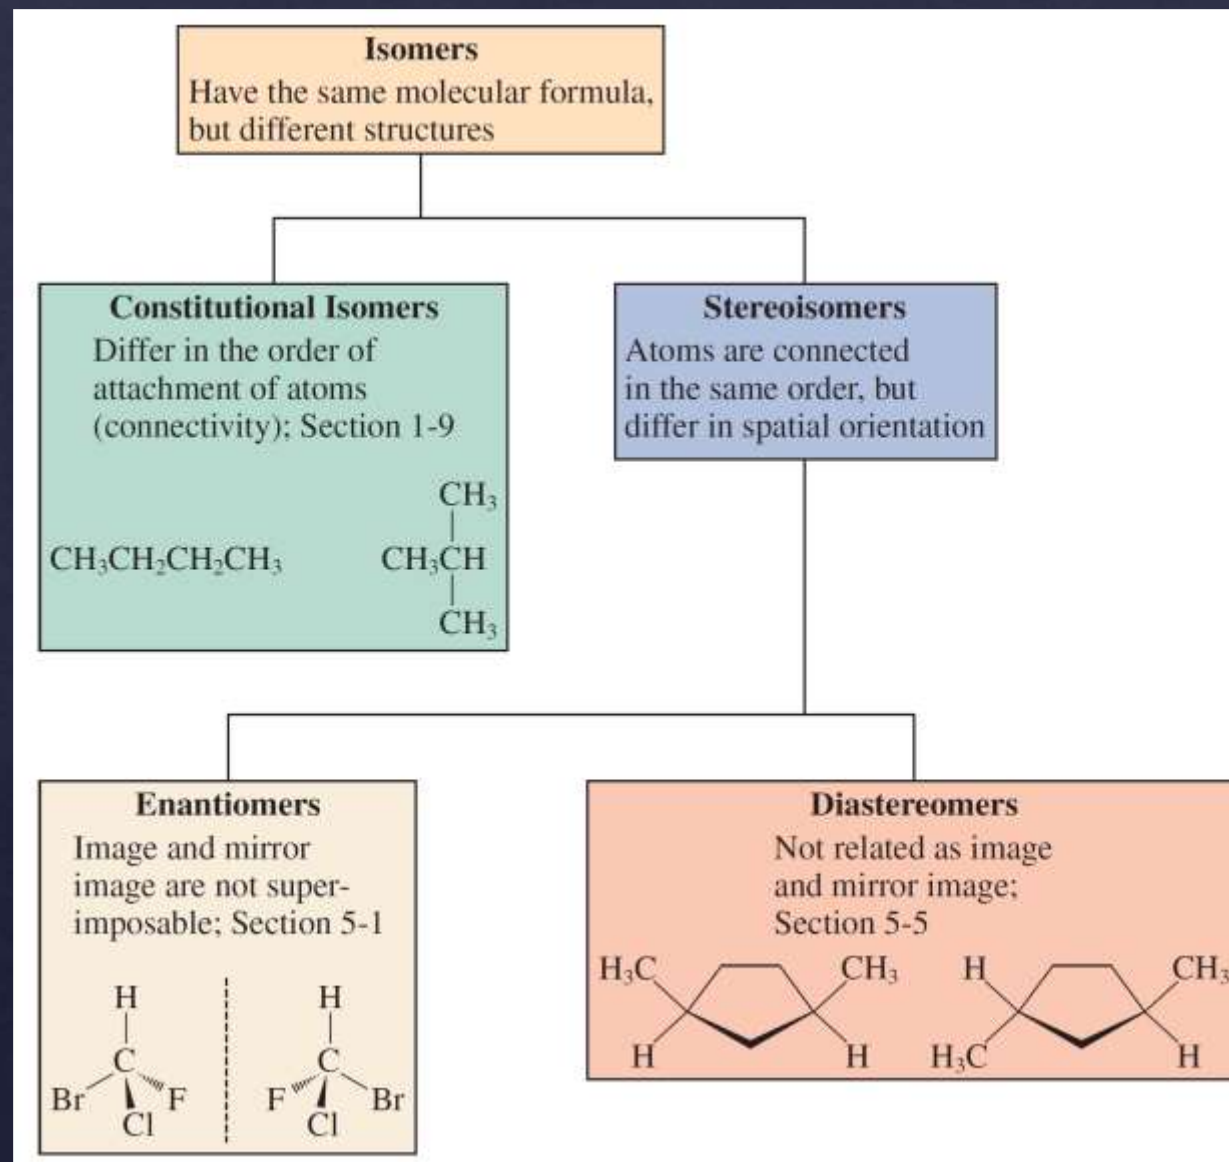 Isomers
Have the same molecular formula,
but different structures
Constitutional Isomers
Differ in the order of
attachment of atoms
(connectivity); Section 1-9
CH₃
CH₃CH₂CH₂CH₃ CH₃CH
CH₃
Stereoisomers
Atoms are connected
in the same order, but
differ in spatial orientation
Enantiomers
Image and mirror
image are not super-
imposable; Section 5-1
H H
C C
Br F F Br
Cl Cl
Diastereomers
Not related as image
and mirror image;
Section 5-5
H₃C CH₃ H CH₃
H H H₃C H